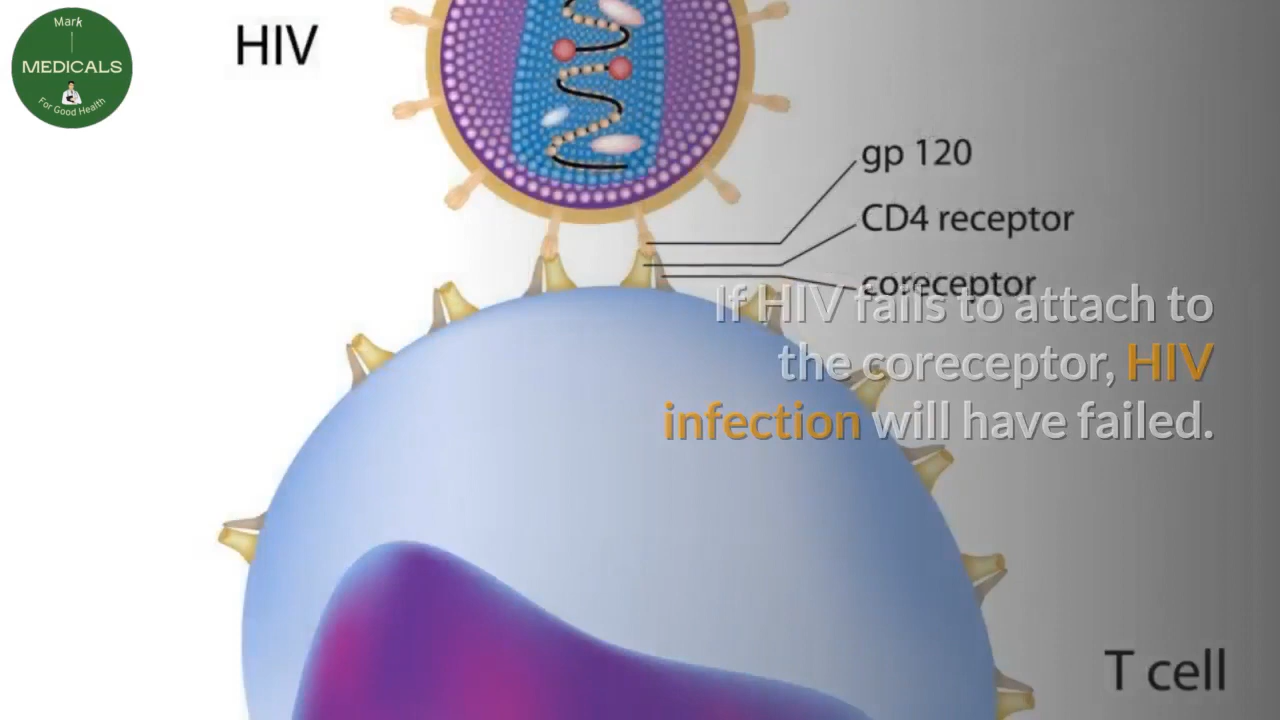 Mark
MEDICALS
For Good Health
HIV
gp 120
CD4 receptor
coreceptor
If HIV fails to attach to
the coreceptor, HIV
infection will have failed.
T cell